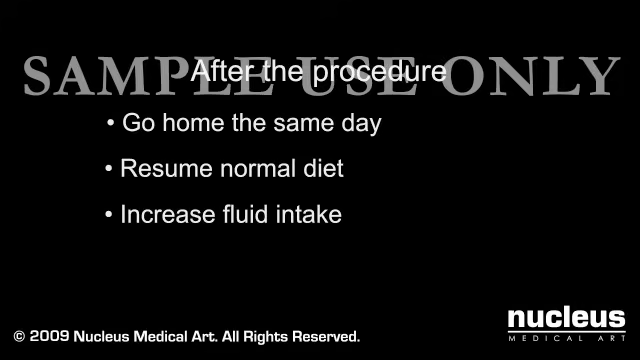 SAMPLE USE ONLY
After the procedure
• Go home the same day
• Resume normal diet
• Increase fluid intake
© 2009 Nucleus Medical Art. All Rights Reserved.
nucleus
MEDICAL ART